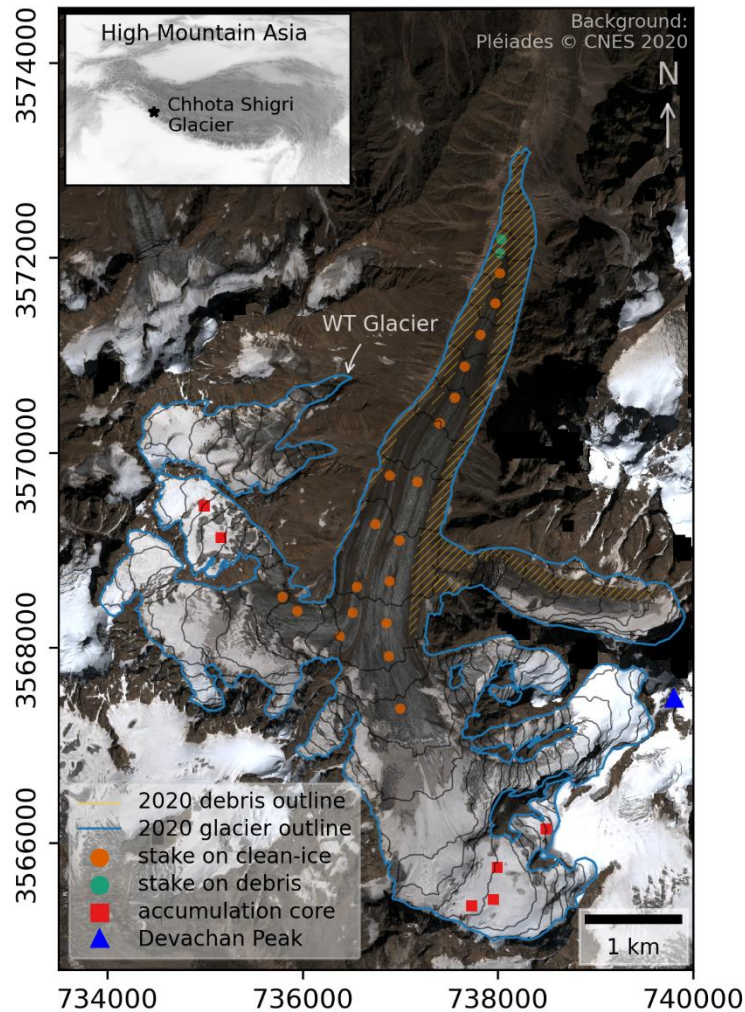 High Mountain Asia
Chhota Shigri
Glacier
Background:
Pléiades © CNES 2020
N
WT Glacier
2020 debris outline
2020 glacier outline
stake on clean-ice
stake on debris
accumulation core
Devachan Peak
1 km
3574000
3572000
3570000
3568000
3566000
734000
736000
738000
740000